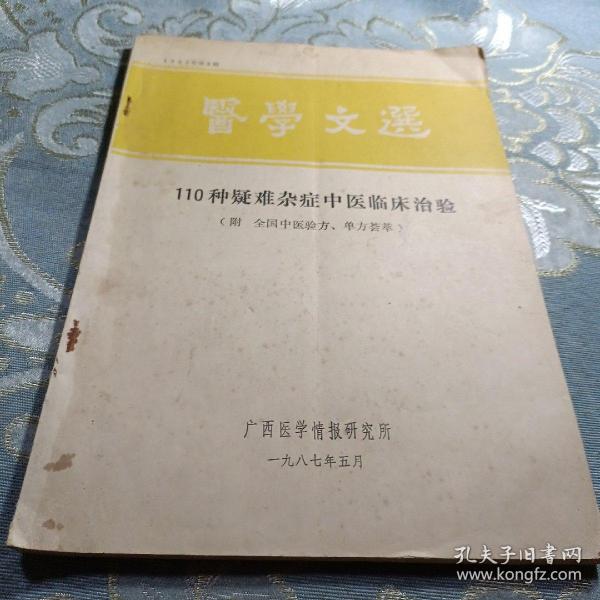 醫學文選
110种疑难杂症中医临床治验
（附 全国中医验方、单方荟萃）
广西医学情报研究所
一九八七年五月
孔夫子旧书网
www.kongfz.com